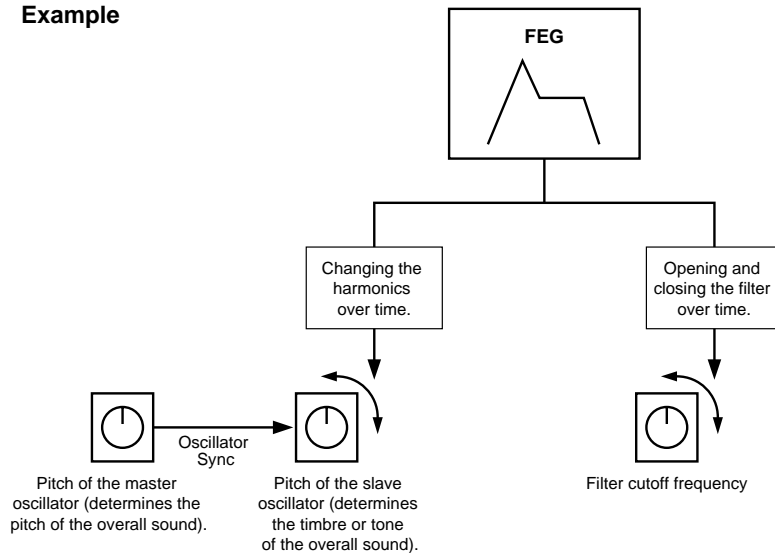 Example
FEG
Changing the
harmonics
over time.
Opening and
closing the filter
over time.
Oscillator
Sync
Pitch of the master
oscillator (determines the
pitch of the overall sound).
Pitch of the slave
oscillator (determines
the timbre or tone
of the overall sound).
Filter cutoff frequency